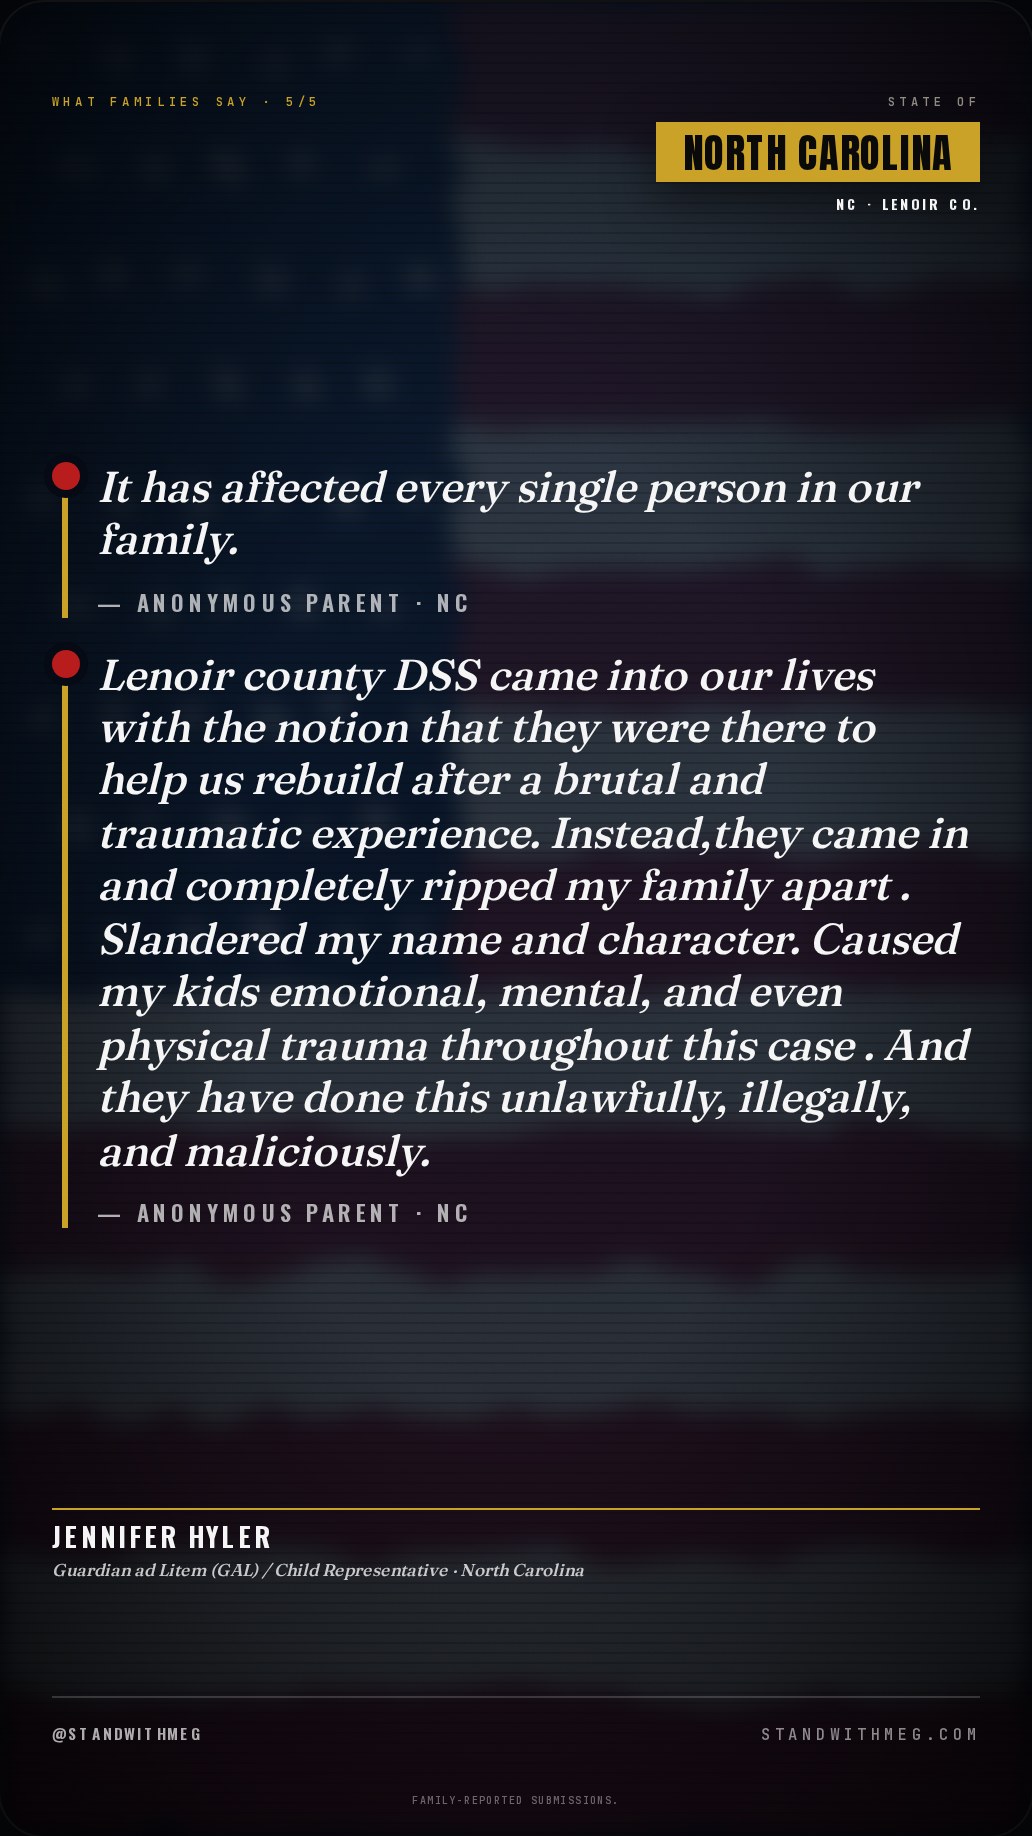 WHAT FAMILIES SAY · 5/5
STATE OF
NORTH CAROLINA
NC · LENOIR CO.
It has affected every single person in our
family.
— ANONYMOUS PARENT · NC
Lenoir county DSS came into our lives
with the notion that they were there to
help us rebuild after a brutal and
traumatic experience. Instead,they came in
and completely ripped my family apart .
Slandered my name and character. Caused
my kids emotional, mental, and even
physical trauma throughout this case . And
they have done this unlawfully, illegally,
and maliciously.
— ANONYMOUS PARENT · NC
JENNIFER HYLER
Guardian ad Litem (GAL) / Child Representative · North Carolina
@STANDWITHMEG
STANDWITHMEG.COM
FAMILY-REPORTED SUBMISSIONS.